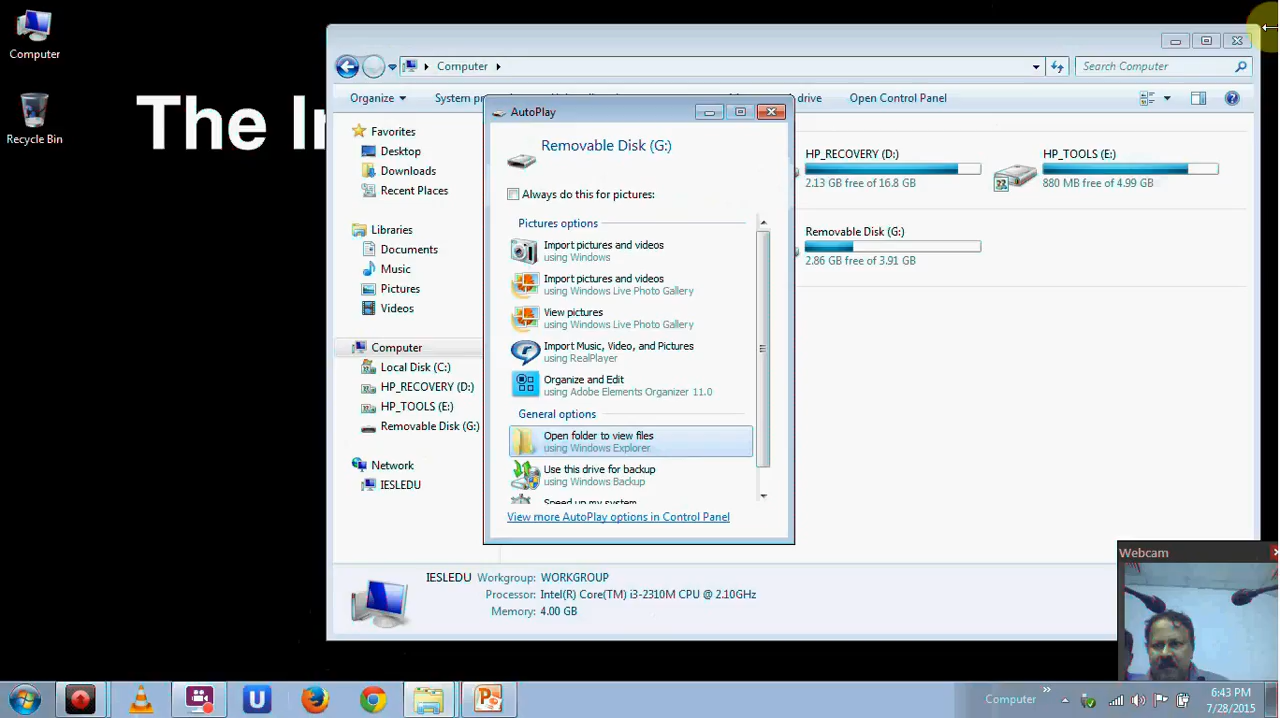 Computer
Recycle Bin
The
Computer
Search Computer
Organize
drive
Open Control Panel
Favorites
Desktop
Downloads
Recent Places
Libraries
Documents
Music
Pictures
Videos
Computer
Local Disk (C:)
HP_RECOVERY (D:)
HP_TOOLS (E:)
Removable Disk (G:)
Network
IESLEDU
AutoPlay
Removable Disk (G:)
Always do this for pictures:
Pictures options
Import pictures and videos
using Windows
Import pictures and videos
using Windows Live Photo Gallery
View pictures
using Windows Live Photo Gallery
Import Music, Video, and Pictures
using RealPlayer
Organize and Edit
using Adobe Elements Organizer 11.0
General options
Open folder to view files
using Windows Explorer
Use this drive for backup
using Windows Backup
Speed up my system
View more AutoPlay options in Control Panel
HP_RECOVERY (D:)
2.13 GB free of 16.8 GB
HP_TOOLS (E:)
880 MB free of 4.99 GB
Removable Disk (G:)
2.86 GB free of 3.91 GB
IESLEDU Workgroup: WORKGROUP
Processor: Intel(R) Core(TM) i3-2310M CPU @ 2.10GHz
Memory: 4.00 GB
Webcam
Computer
6:43 PM
7/28/2015